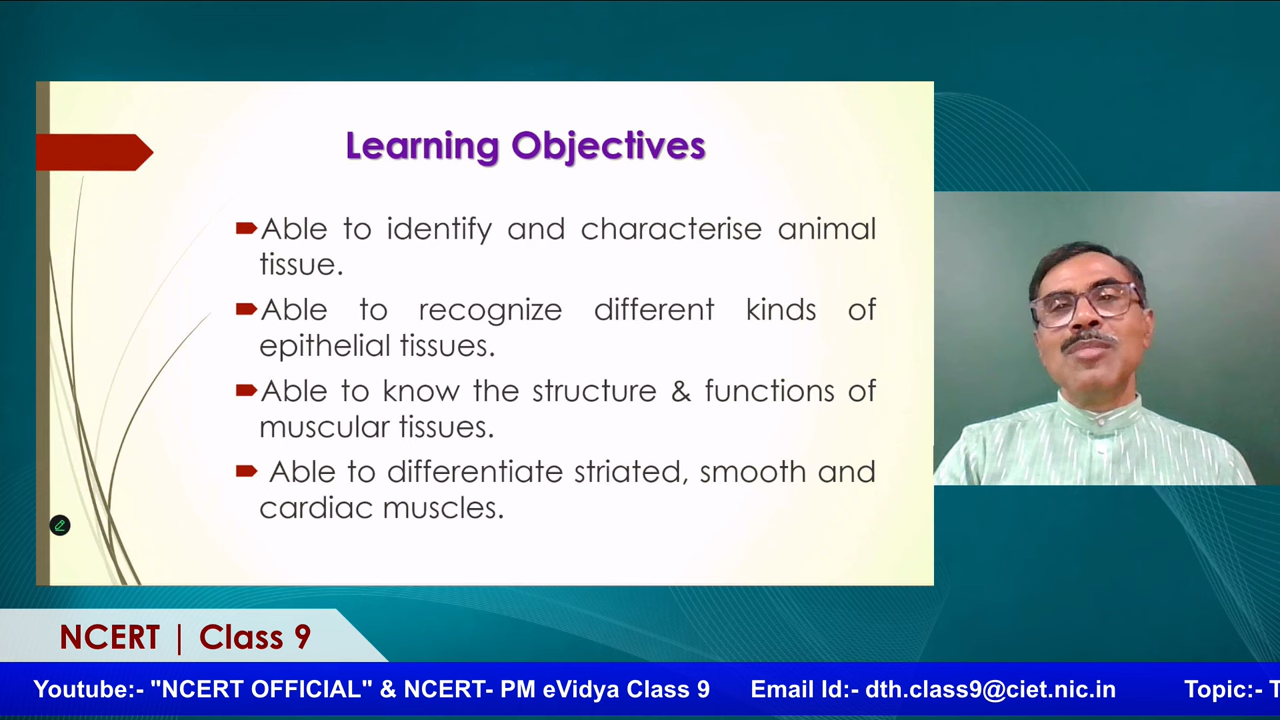 Learning Objectives
Able to identify and characterise animal
tissue.
Able to recognize different kinds of
epithelial tissues.
Able to know the structure & functions of
muscular tissues.
Able to differentiate striated, smooth and
cardiac muscles.
NCERT | Class 9
Youtube:- "NCERT OFFICIAL" & NCERT- PM eVidya Class 9 Email Id:- dth.class9@ciet.nic.in Topic:-